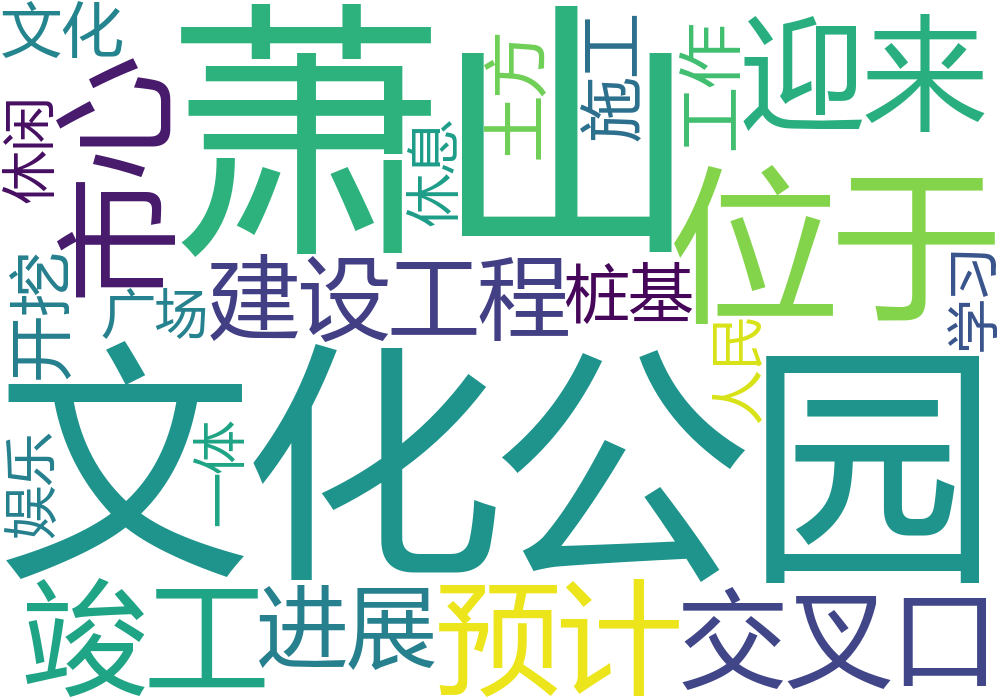 文化
萧山
土方
施工
工作
迎来
市心
休闲
休息
位于
开挖
广场
建设工程
桩基
学习
人民
文化公园
娱乐
一体
竣工
进展
预计
交叉口